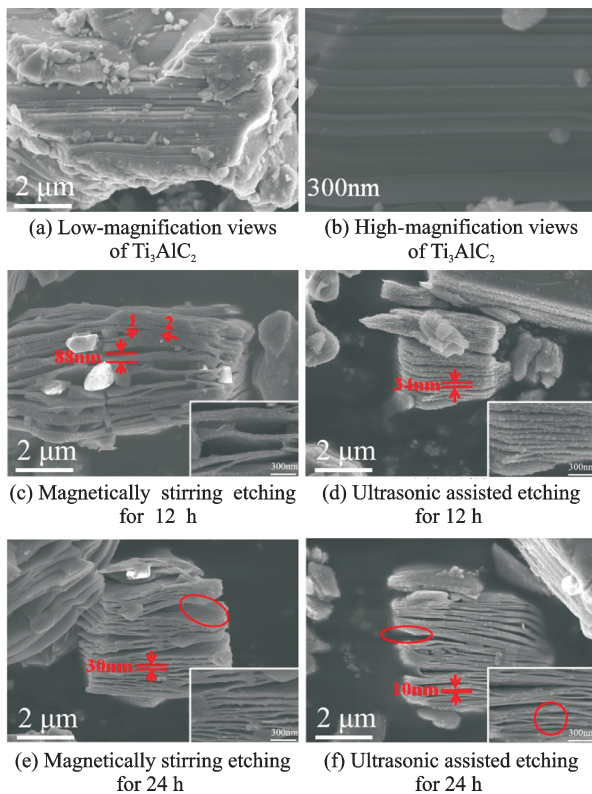 2 μm
300nm
(a) Low-magnification views
of Ti₃AlC₂
(b) High-magnification views
of Ti₃AlC₂
1
2
88nm
2 μm
300nm
34nm
2 μm
300nm
(c) Magnetically stirring etching
for 12 h
(d) Ultrasonic assisted etching
for 12 h
30nm
2 μm
300nm
10nm
2 μm
300nm
(e) Magnetically stirring etching
for 24 h
(f) Ultrasonic assisted etching
for 24 h